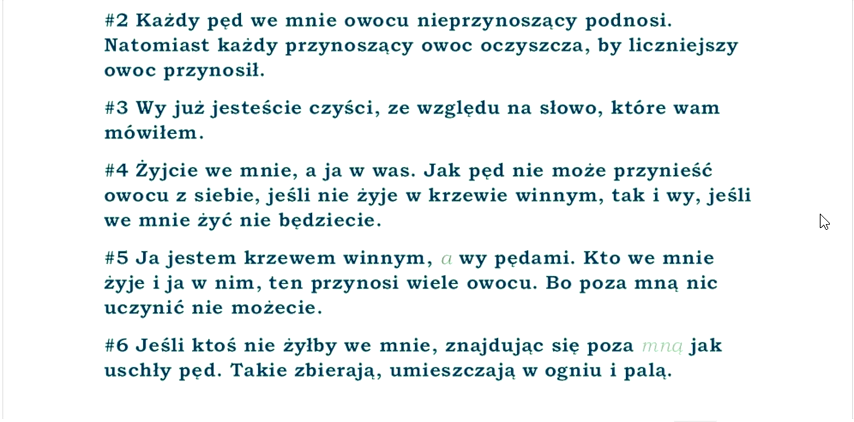 #2 Każdy pęd we mnie owocu nieprzynoszący podnosi.
Natomiast każdy przynoszący owoc oczyszcza, by liczniejszy
owoc przynosił.
#3 Wy już jesteście czyści, ze względu na słowo, które wam
mówiłem.
#4 Żyjcie we mnie, a ja w was. Jak pęd nie może przynieść
owocu z siebie, jeśli nie żyje w krzewie winnym, tak i wy, jeśli
we mnie żyć nie będziecie.
#5 Ja jestem krzewem winnym, a wy pędami. Kto we mnie
żyje i ja w nim, ten przynosi wiele owocu. Bo poza mną nic
uczynić nie możecie.
#6 Jeśli ktoś nie żyłby we mnie, znajdując się poza mną jak
uschły pęd. Takie zbierają, umieszczają w ogniu i palą.